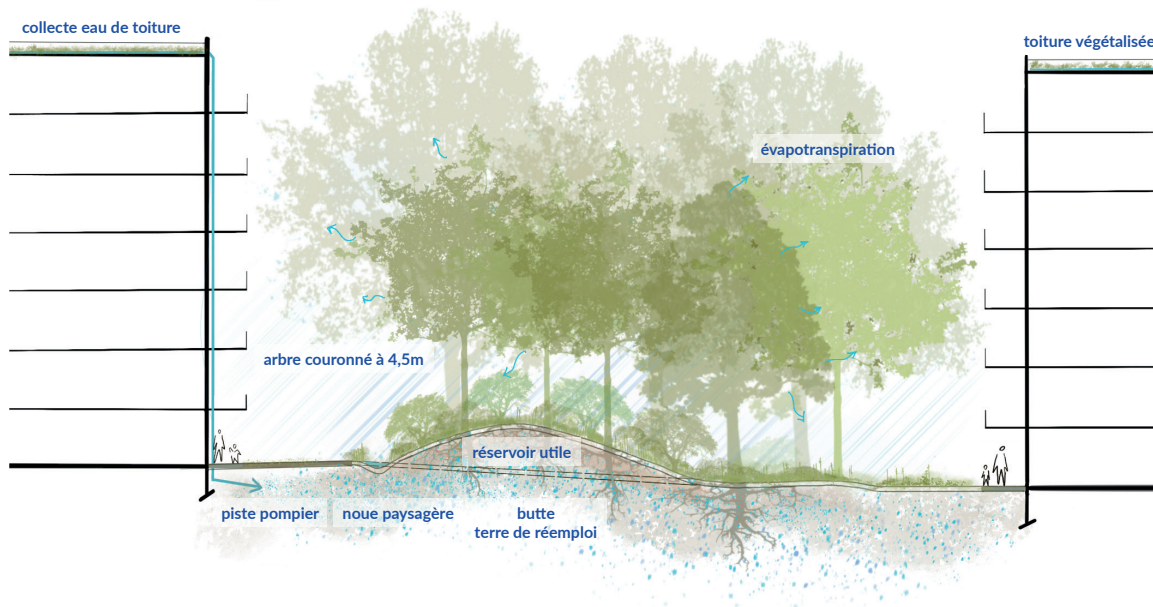 collecte eau de toiture
toiture végétalisée
évapotranspiration
arbre couronné à 4,5m
réservoir utile
piste pompier
noue paysagère
butte
terre de réemploi